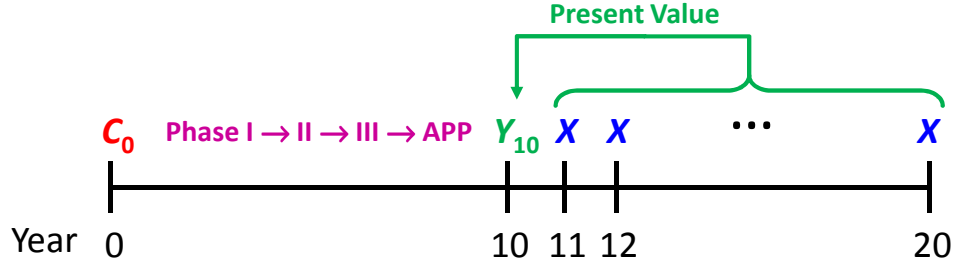 Present Value
C₀ Phase I → II → III → APP Y₁₀ X X ... X
Year 0 10 11 12 20